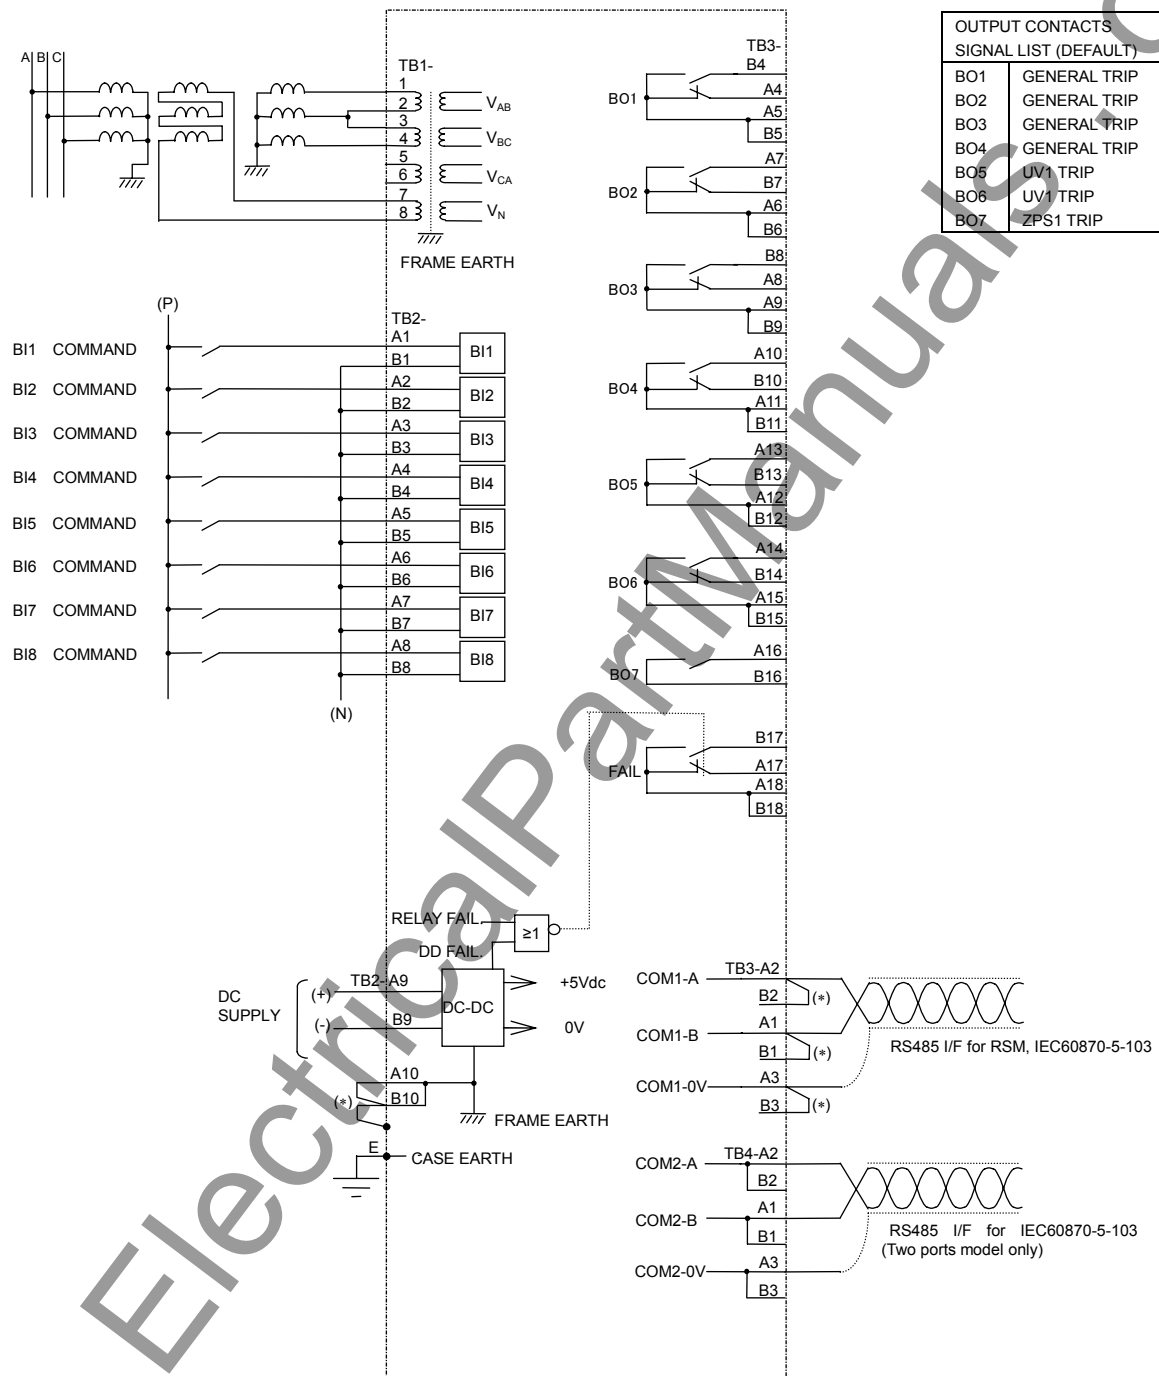 OUTPUT CONTACTS
SIGNAL LIST (DEFAULT)
BO1 GENERAL TRIP
BO2 GENERAL TRIP
BO3 GENERAL TRIP
BO4 GENERAL TRIP
BO5 UV1 TRIP
BO6 UV1 TRIP
BO7 ZPS1 TRIP
A B C
TB1-
1
2
3
4
5
6
7
8
VAB
VBC
VCA
VN
FRAME EARTH
(P)
TB2-
BI1 COMMAND A1 B1 BI1
BI2 COMMAND A2 B2 BI2
BI3 COMMAND A3 B3 BI3
BI4 COMMAND A4 B4 BI4
BI5 COMMAND A5 B5 BI5
BI6 COMMAND A6 B6 BI6
BI7 COMMAND A7 B7 BI7
BI8 COMMAND A8 B8 BI8
(N)
TB3-
BO1 B4 A4 A5 B5
BO2 A7 B7 A6 B6
BO3 B8 A8 A9 B9
BO4 A10 B10 A11 B11
BO5 A13 B13 A12 B12
BO6 A14 B14 A15 B15
BO7 A16 B16
FAIL B17 A17 A18 B18
RELAY FAIL.
≥1
DD FAIL.
DC
SUPPLY
(+) TB2- A9
(-) B9
DC-DC
+5Vdc
0V
A10
(*) B10
FRAME EARTH
E CASE EARTH
COM1-A TB3-A2
B2 (*)
COM1-B A1
B1 (*)
COM1-0V A3
B3 (*)
RS485 I/F for RSM, IEC60870-5-103
COM2-A TB4-A2
B2
COM2-B A1
B1
COM2-0V A3
B3
RS485 I/F for IEC60870-5-103
(Two ports model only)
ElectricalPartManuals . c